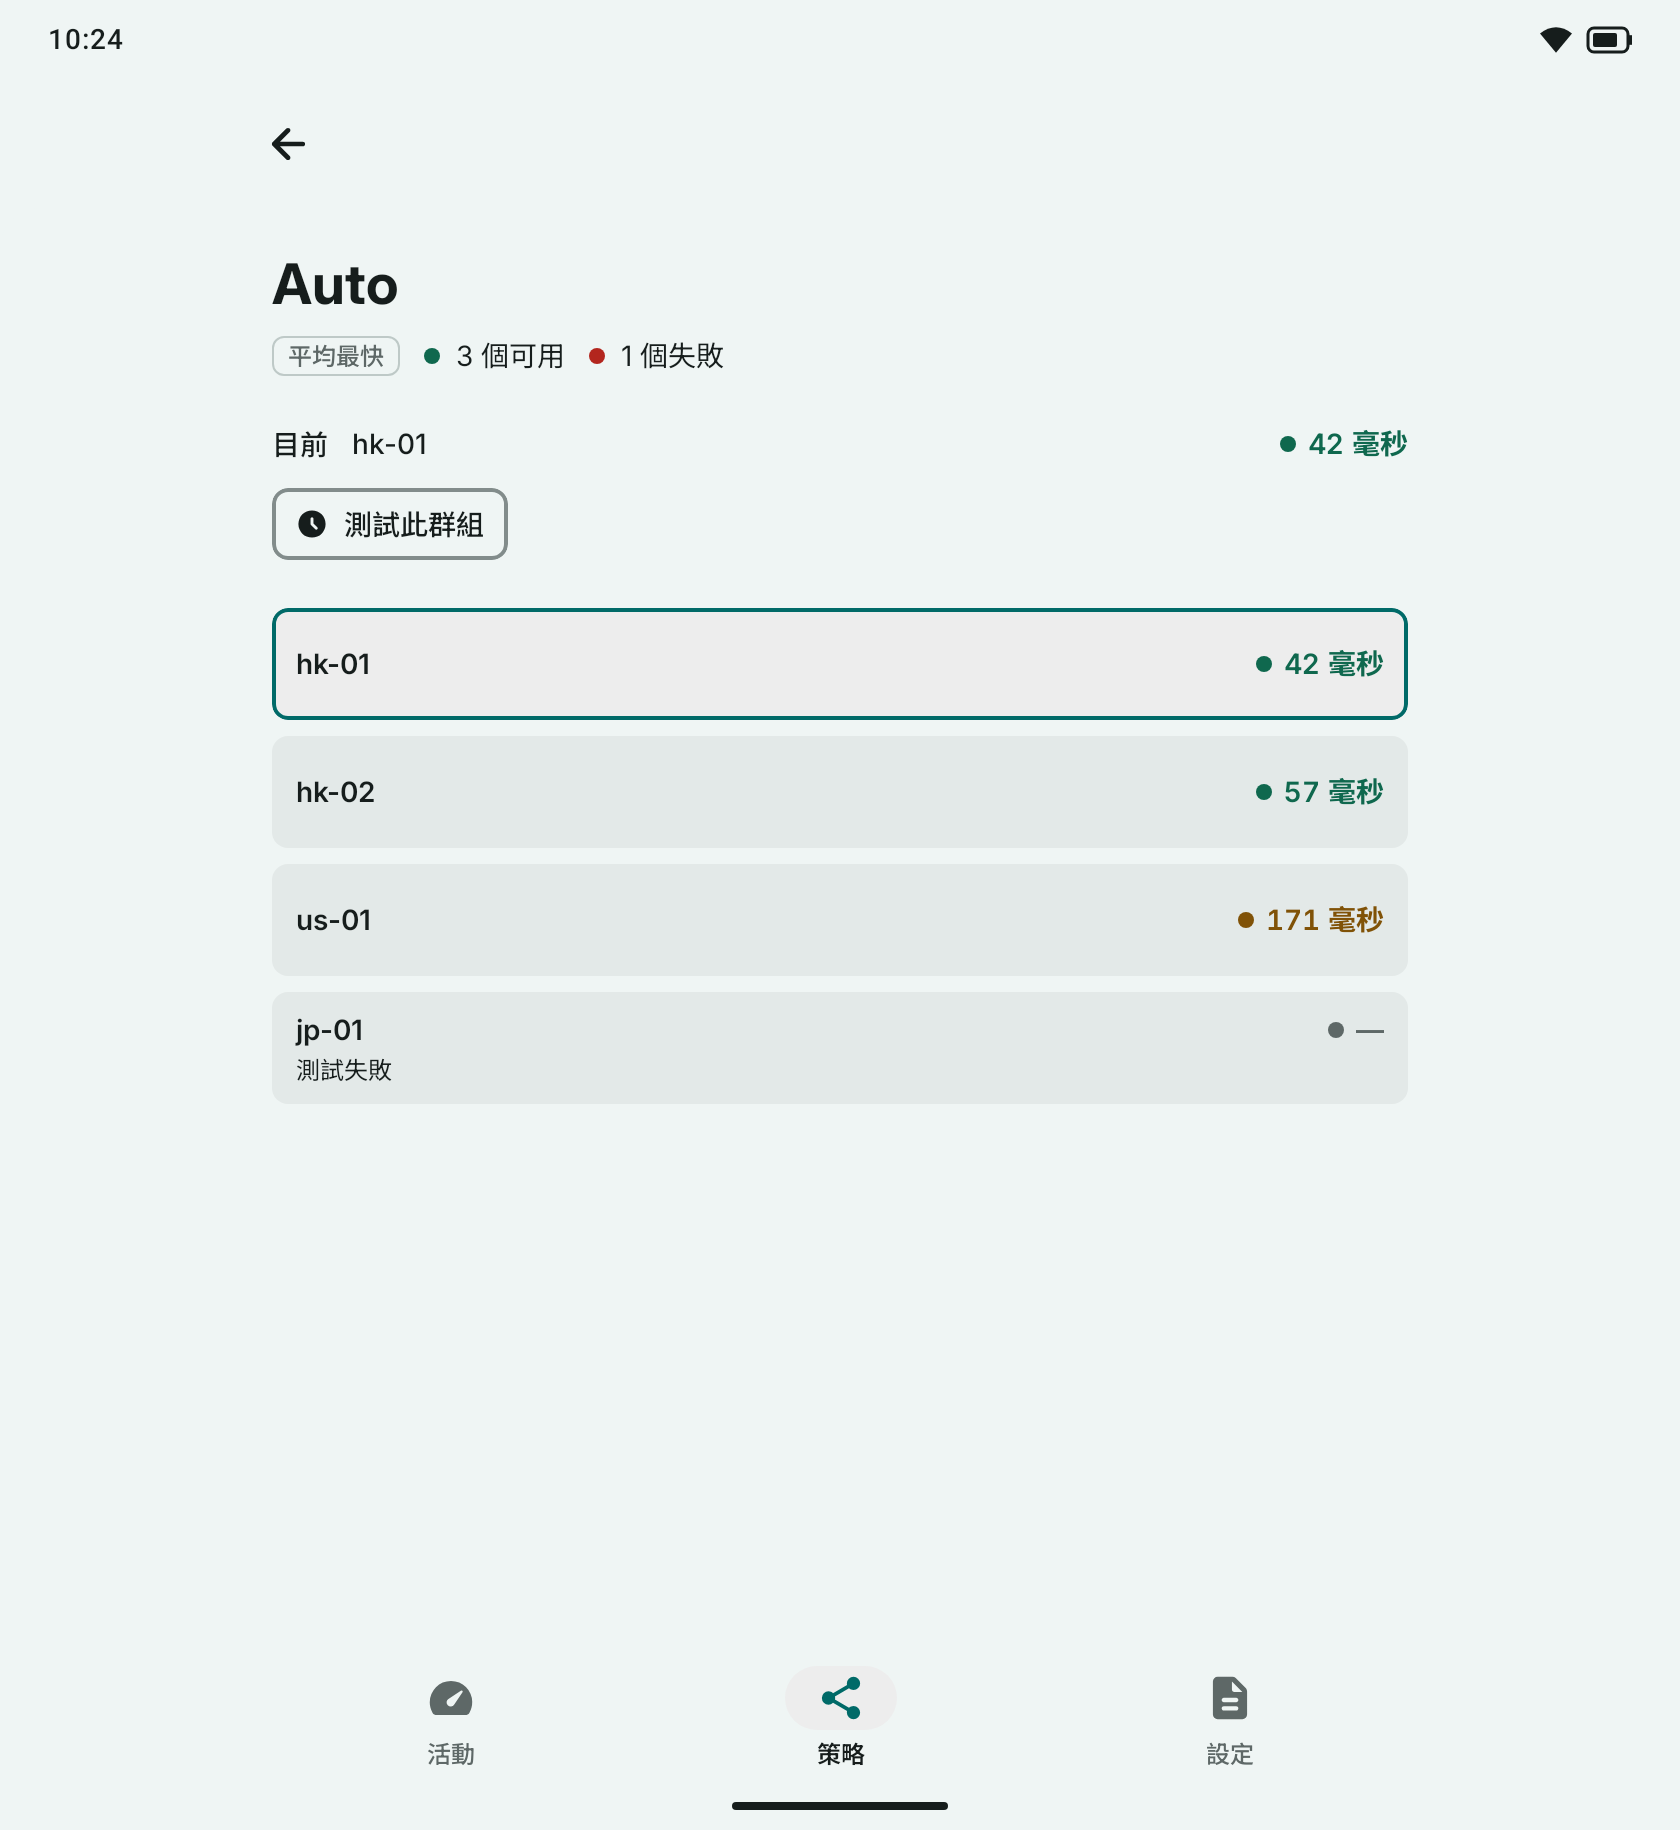 10:24
Auto
平均最快 3 個可用 1 個失敗
目前 hk-01 42 毫秒
測試此群組
hk-01 42 毫秒
hk-02 57 毫秒
us-01 171 毫秒
jp-01 —
測試失敗
活動 策略 設定